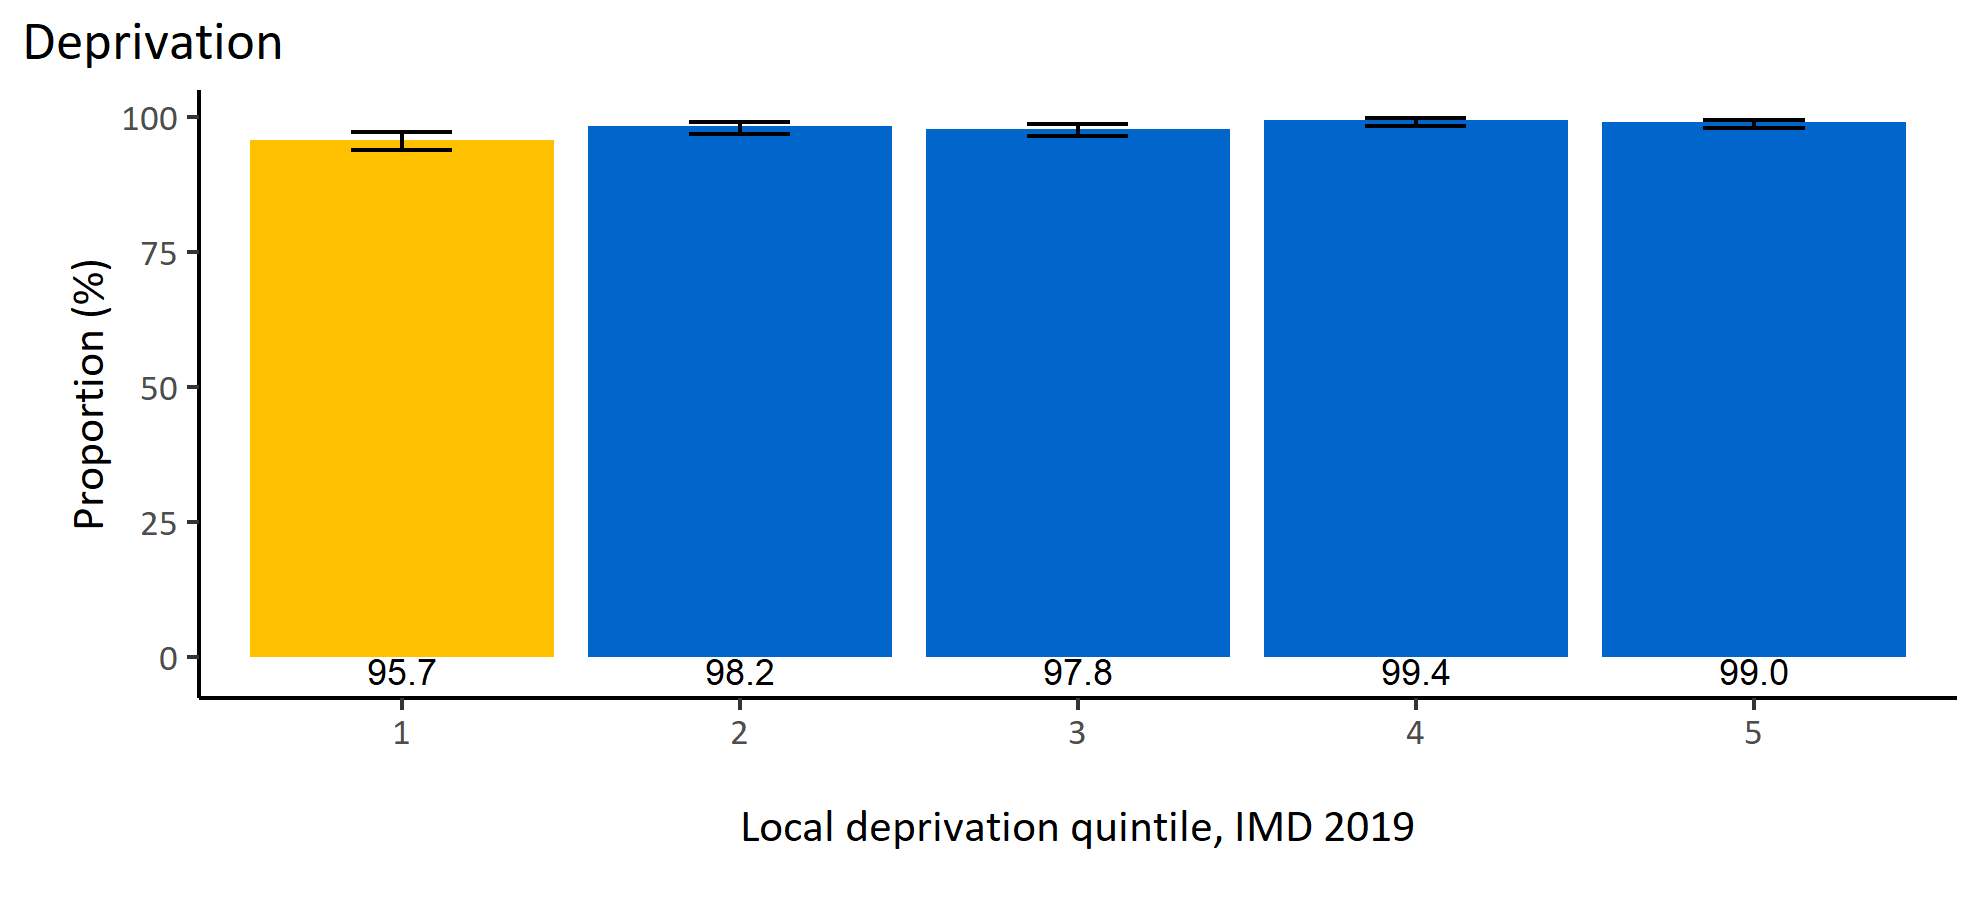 Deprivation
Proportion (%)
100
75
50
25
0
95.7 98.2 97.8 99.4 99.0
1 2 3 4 5
Local deprivation quintile, IMD 2019